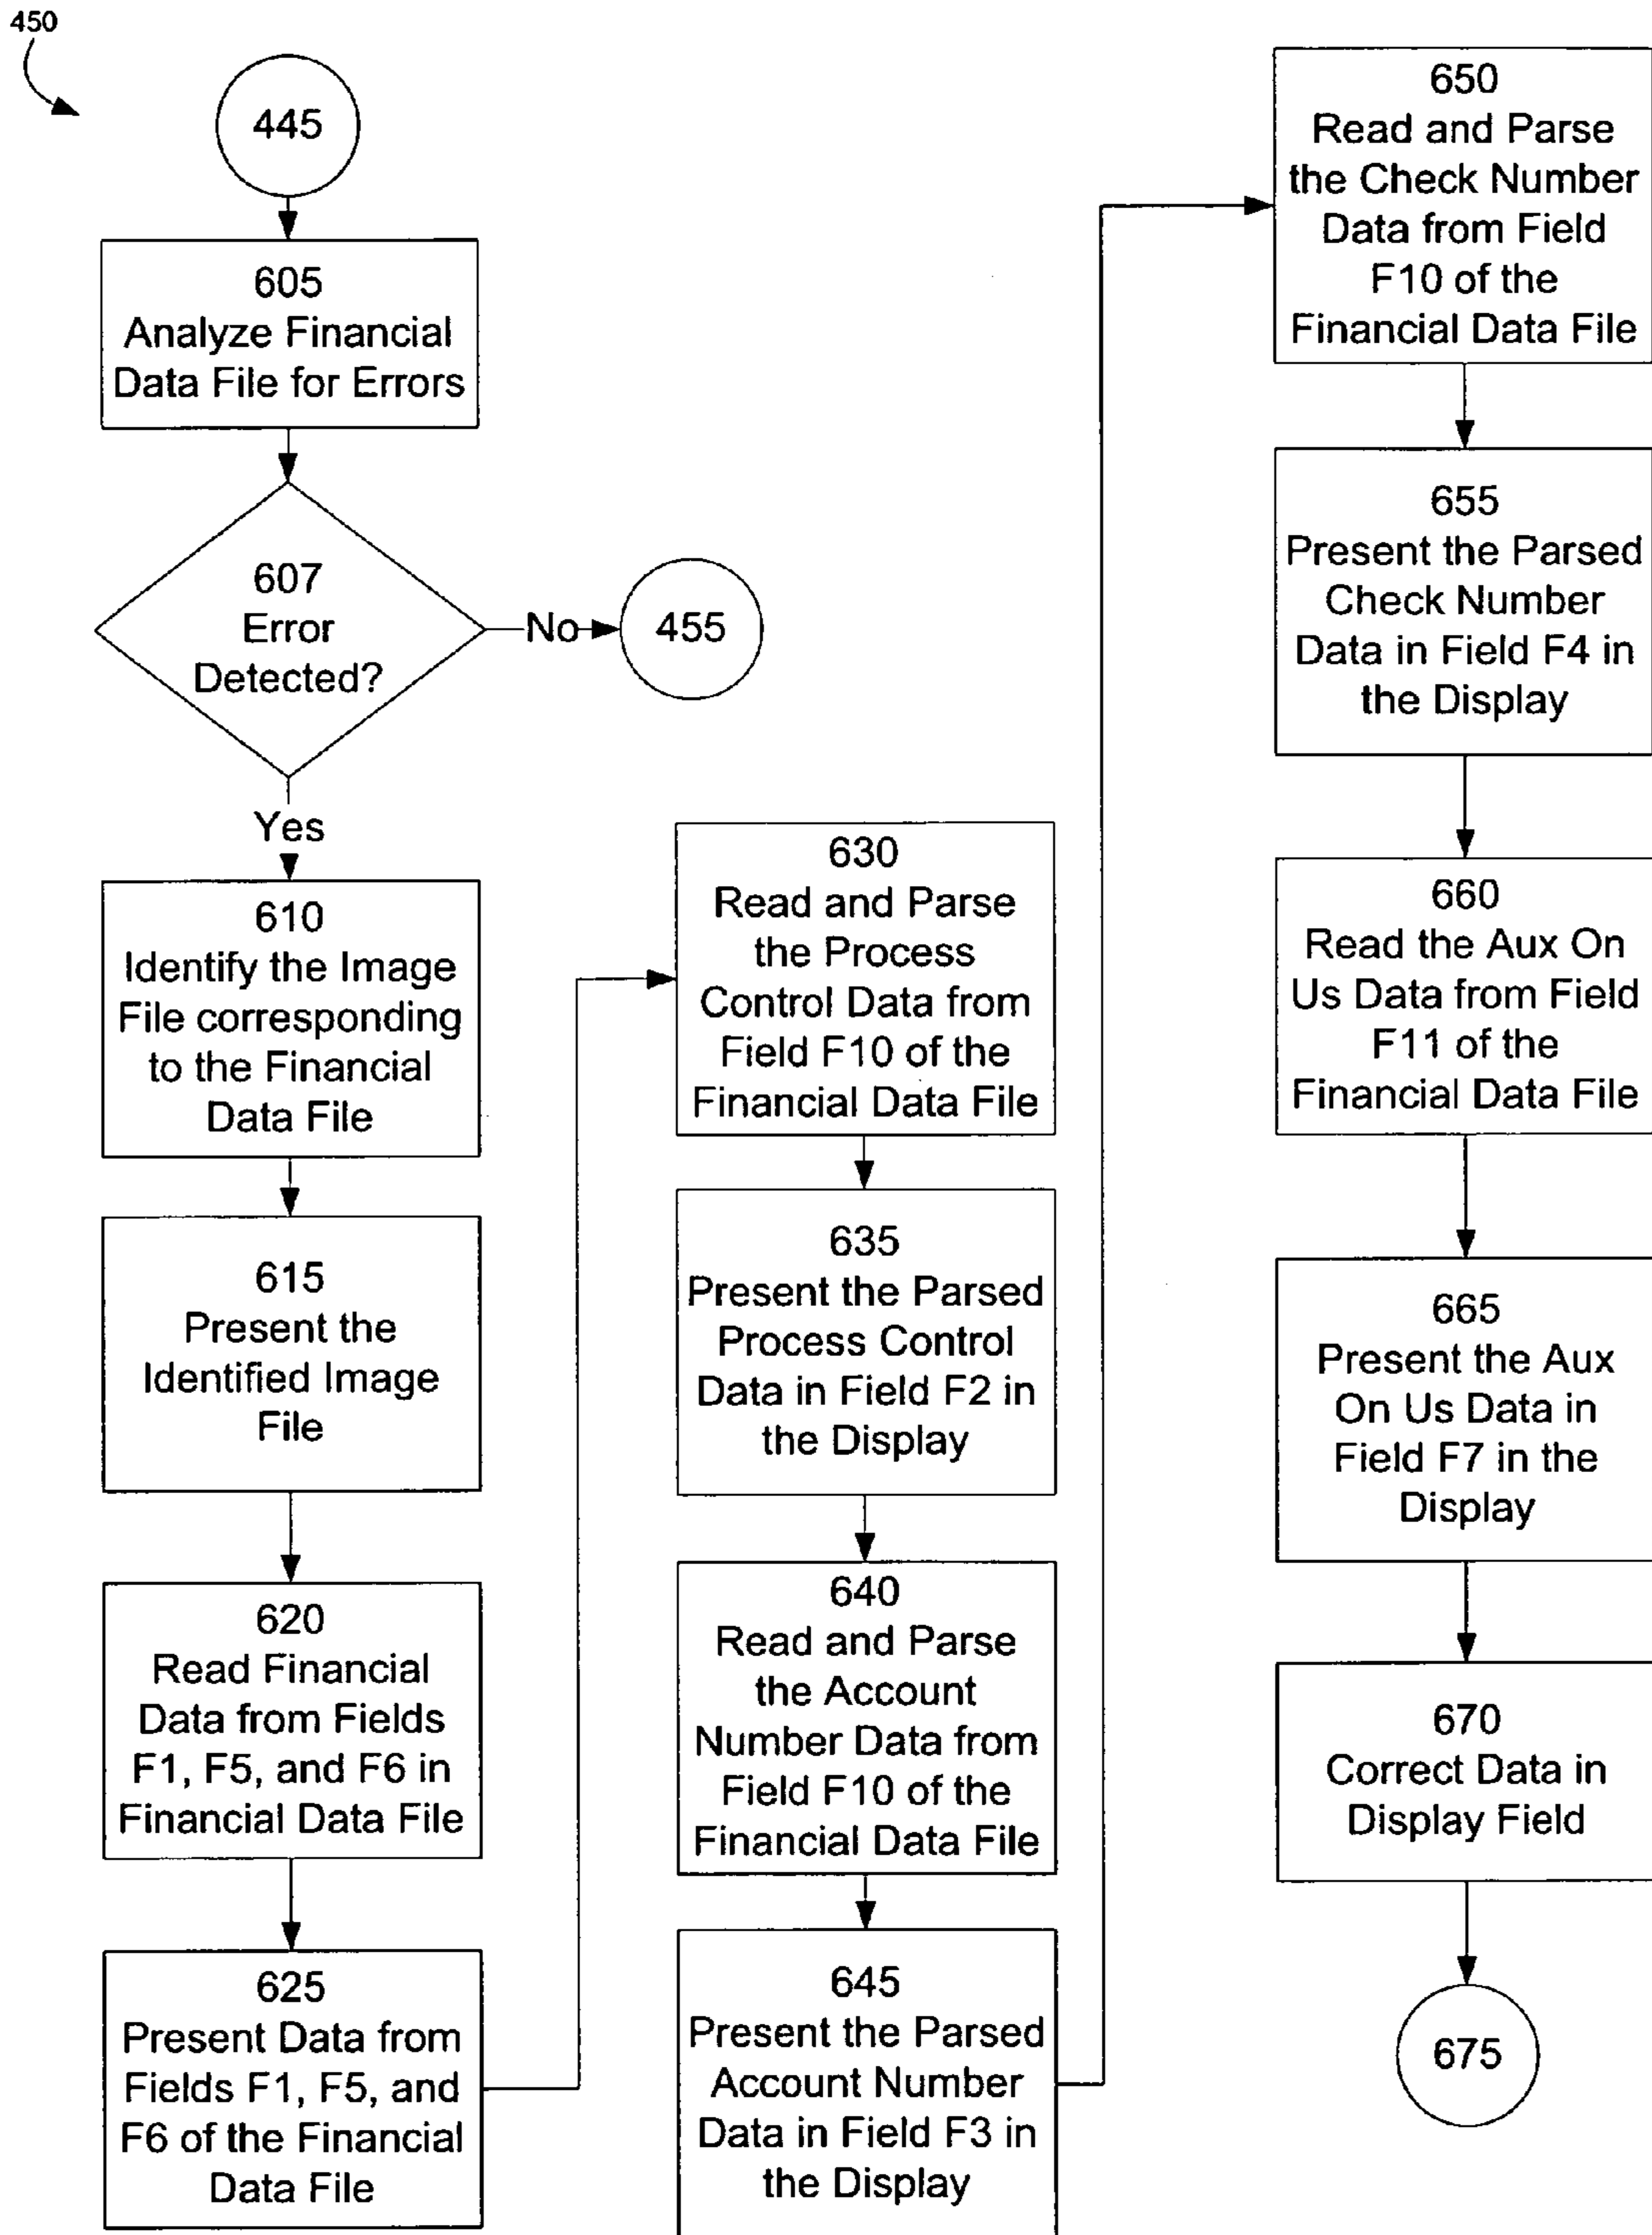 450
445
605
Analyze Financial
Data File for Errors
607
Error
Detected?
No
455
Yes
610
Identify the Image
File corresponding
to the Financial
Data File
615
Present the
Identified Image
File
620
Read Financial
Data from Fields
F1, F5, and F6 in
Financial Data File
625
Present Data from
Fields F1, F5, and
F6 of the Financial
Data File
630
Read and Parse
the Process
Control Data from
Field F10 of the
Financial Data File
635
Present the Parsed
Process Control
Data in Field F2 in
the Display
640
Read and Parse
the Account
Number Data from
Field F10 of the
Financial Data File
645
Present the Parsed
Account Number
Data in Field F3 in
the Display
650
Read and Parse
the Check Number
Data from Field
F10 of the
Financial Data File
655
Present the Parsed
Check Number
Data in Field F4 in
the Display
660
Read the Aux On
Us Data from Field
F11 of the
Financial Data File
665
Present the Aux
On Us Data in
Field F7 in the
Display
670
Correct Data in
Display Field
675